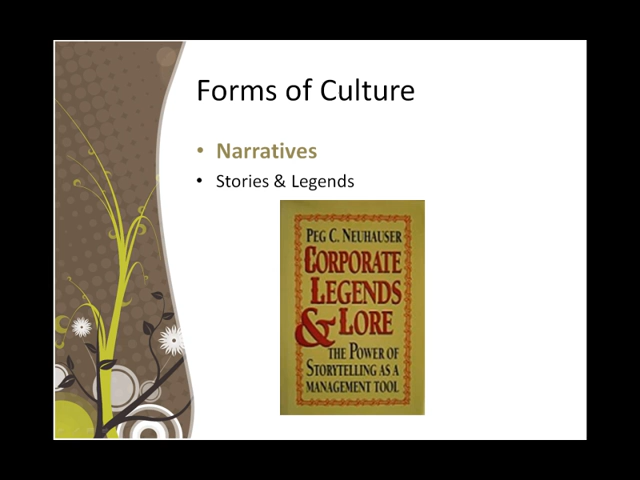 Forms of Culture
• Narratives
• Stories & Legends
PEG C. NEUHAUSER
CORPORATE
LEGENDS
& LORE
THE POWER OF
STORYTELLING AS A
MANAGEMENT TOOL